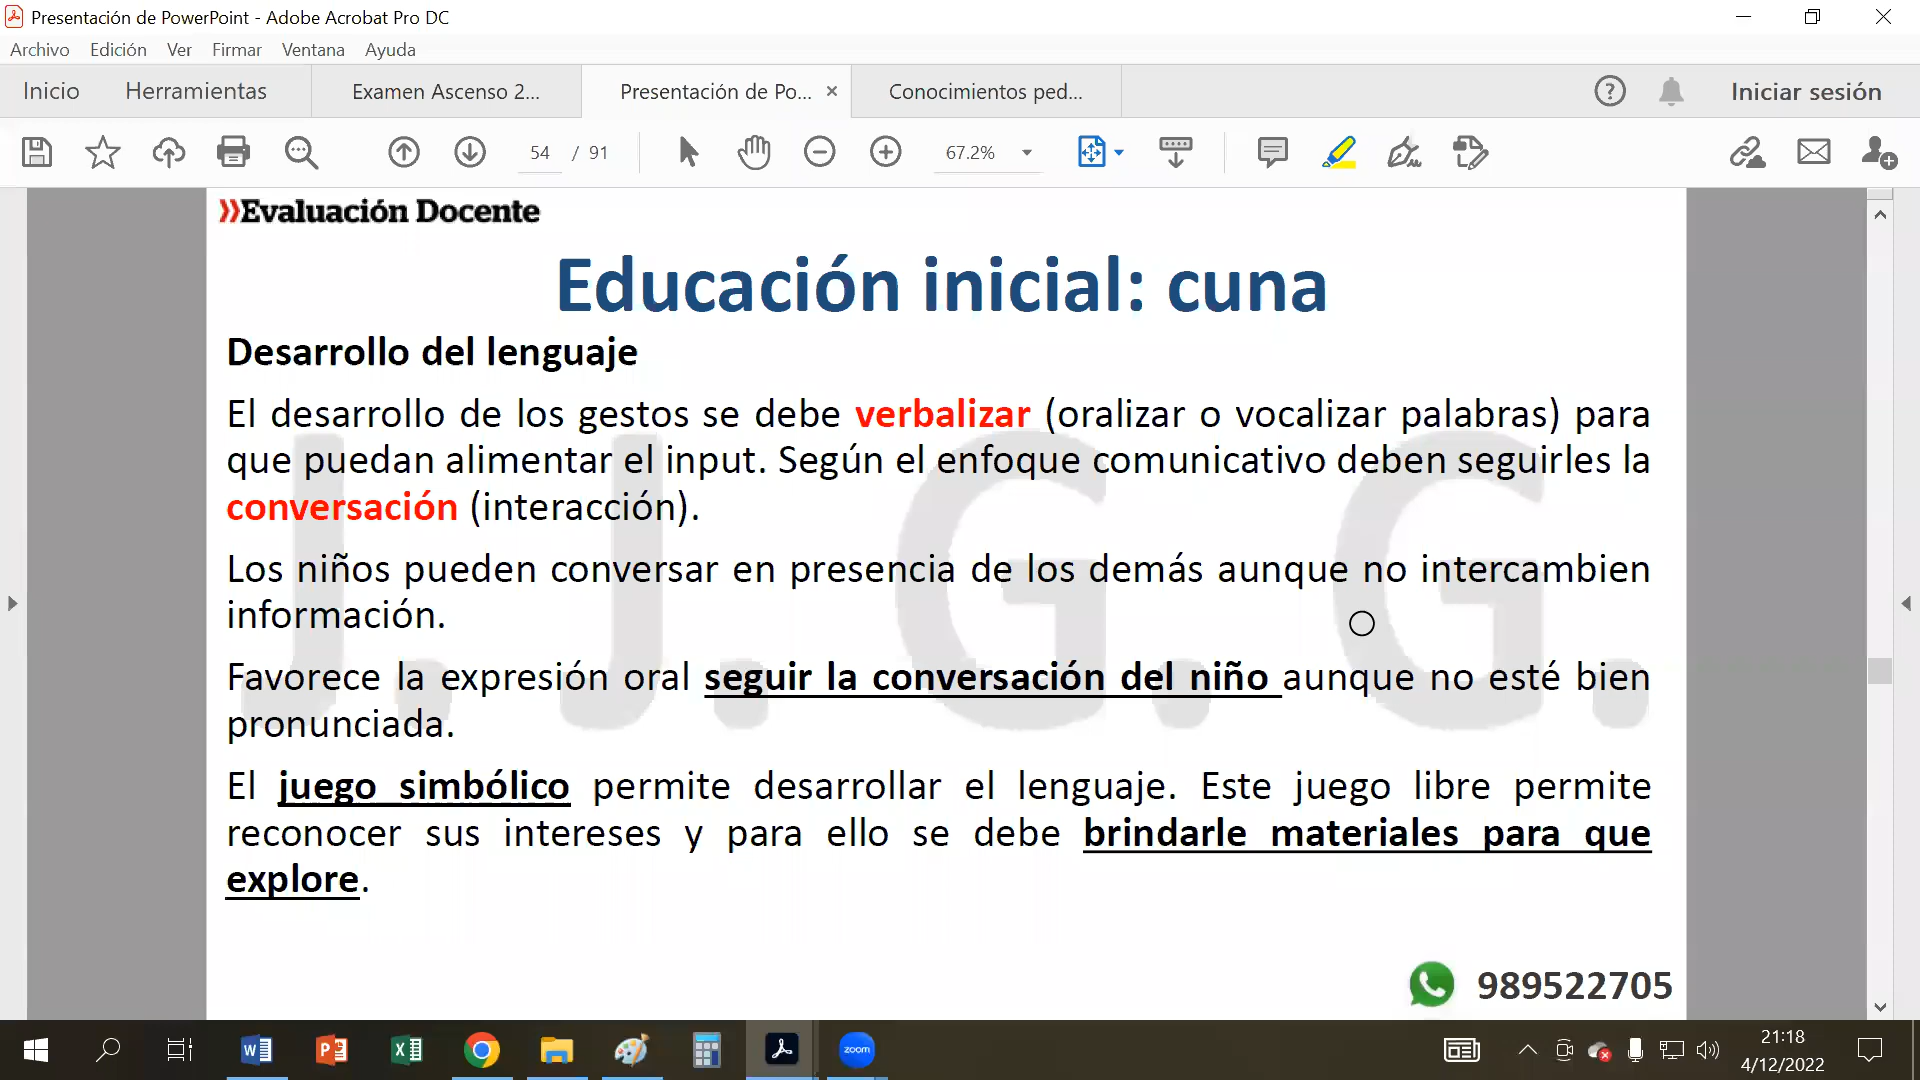 Presentación de PowerPoint - Adobe Acrobat Pro DC
Archivo Edición Ver Firmar Ventana Ayuda
Inicio Herramientas Examen Ascenso 2... Presentación de Po... × Conocimientos ped... ? Iniciar sesión
54 / 91 67.2%
Evaluación Docente
Educación inicial: cuna
Desarrollo del lenguaje
El desarrollo de los gestos se debe verbalizar (oralizar o vocalizar palabras) para
que puedan alimentar el input. Según el enfoque comunicativo deben seguirles la
conversación (interacción).
Los niños pueden conversar en presencia de los demás aunque no intercambien
información.
Favorece la expresión oral seguir la conversación del niño aunque no esté bien
pronunciada.
El juego simbólico permite desarrollar el lenguaje. Este juego libre permite
reconocer sus intereses y para ello se debe brindarle materiales para que
explore.
J. J. G. G.
989522705
zoom
21:18
4/12/2022